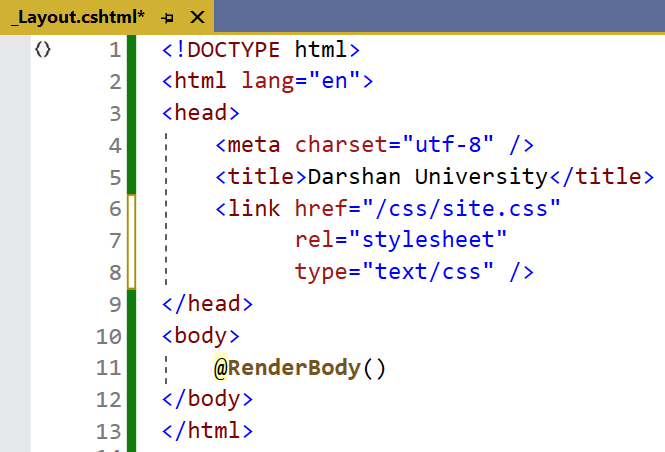 _Layout.cshtml*
1 <!DOCTYPE html>
2 <html lang="en">
3 <head>
4 <meta charset="utf-8" />
5 <title>Darshan University</title>
6 <link href="/css/site.css"
7 rel="stylesheet"
8 type="text/css" />
9 </head>
10 <body>
11 @RenderBody()
12 </body>
13 </html>